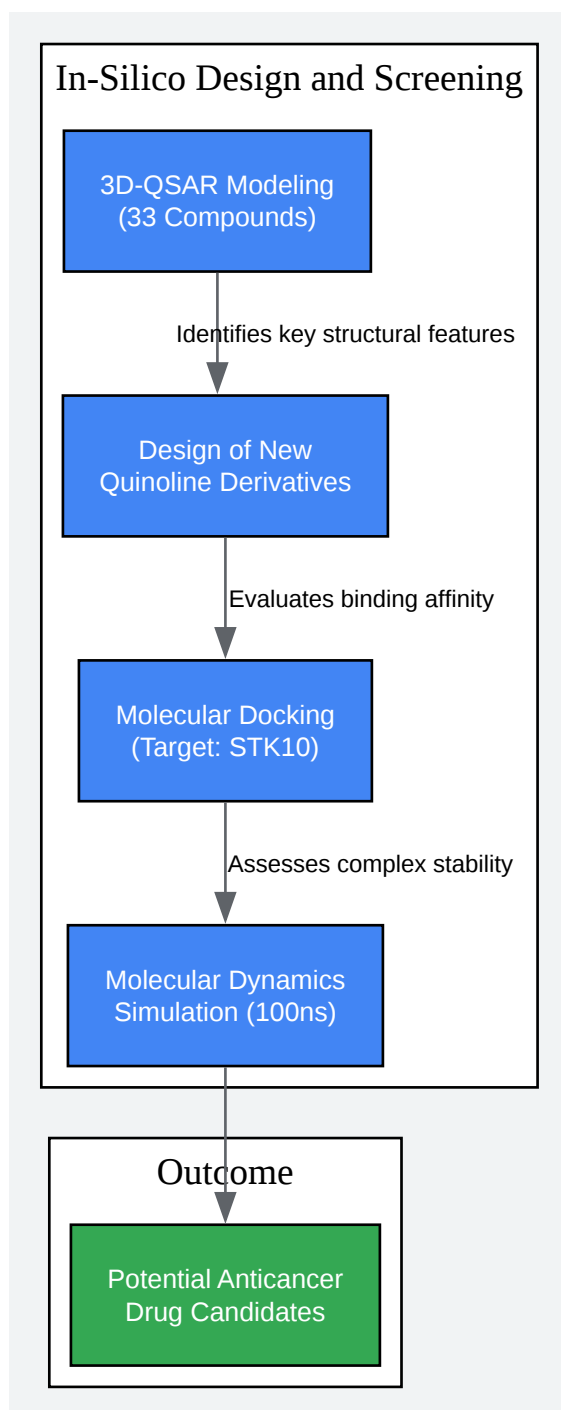 In-Silico Design and Screening
3D-QSAR Modeling
(33 Compounds)
Identifies key structural features
Design of New
Quinoline Derivatives
Evaluates binding affinity
Molecular Docking
(Target: STK10)
Assesses complex stability
Molecular Dynamics
Simulation (100ns)
Outcome
Potential Anticancer
Drug Candidates